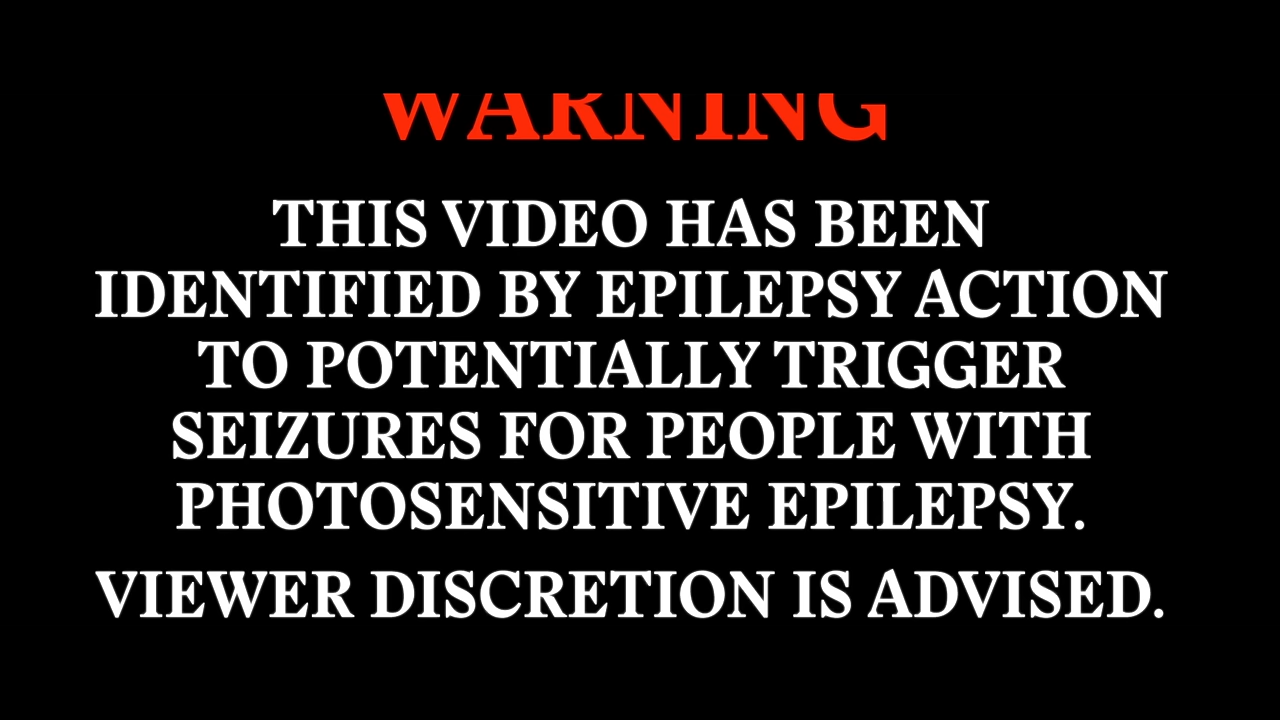 WARNING
THIS VIDEO HAS BEEN
IDENTIFIED BY EPILEPSY ACTION
TO POTENTIALLY TRIGGER
SEIZURES FOR PEOPLE WITH
PHOTOSENSITIVE EPILEPSY.
VIEWER DISCRETION IS ADVISED.